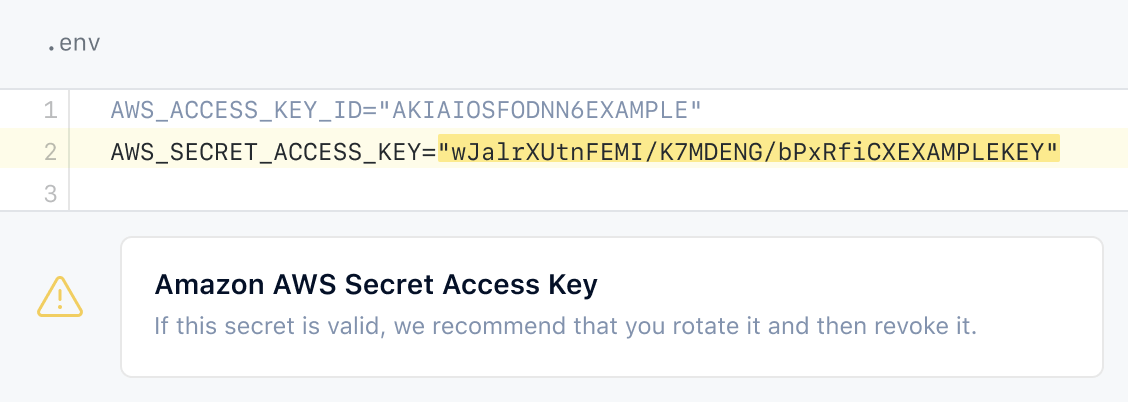 .env
1 AWS_ACCESS_KEY_ID="AKIAIOSFODNN6EXAMPLE"
2 AWS_SECRET_ACCESS_KEY="wJalrXUtnFEMI/K7MDENG/bPxRfiCXEXAMPLEKEY"
3
Amazon AWS Secret Access Key
If this secret is valid, we recommend that you rotate it and then revoke it.